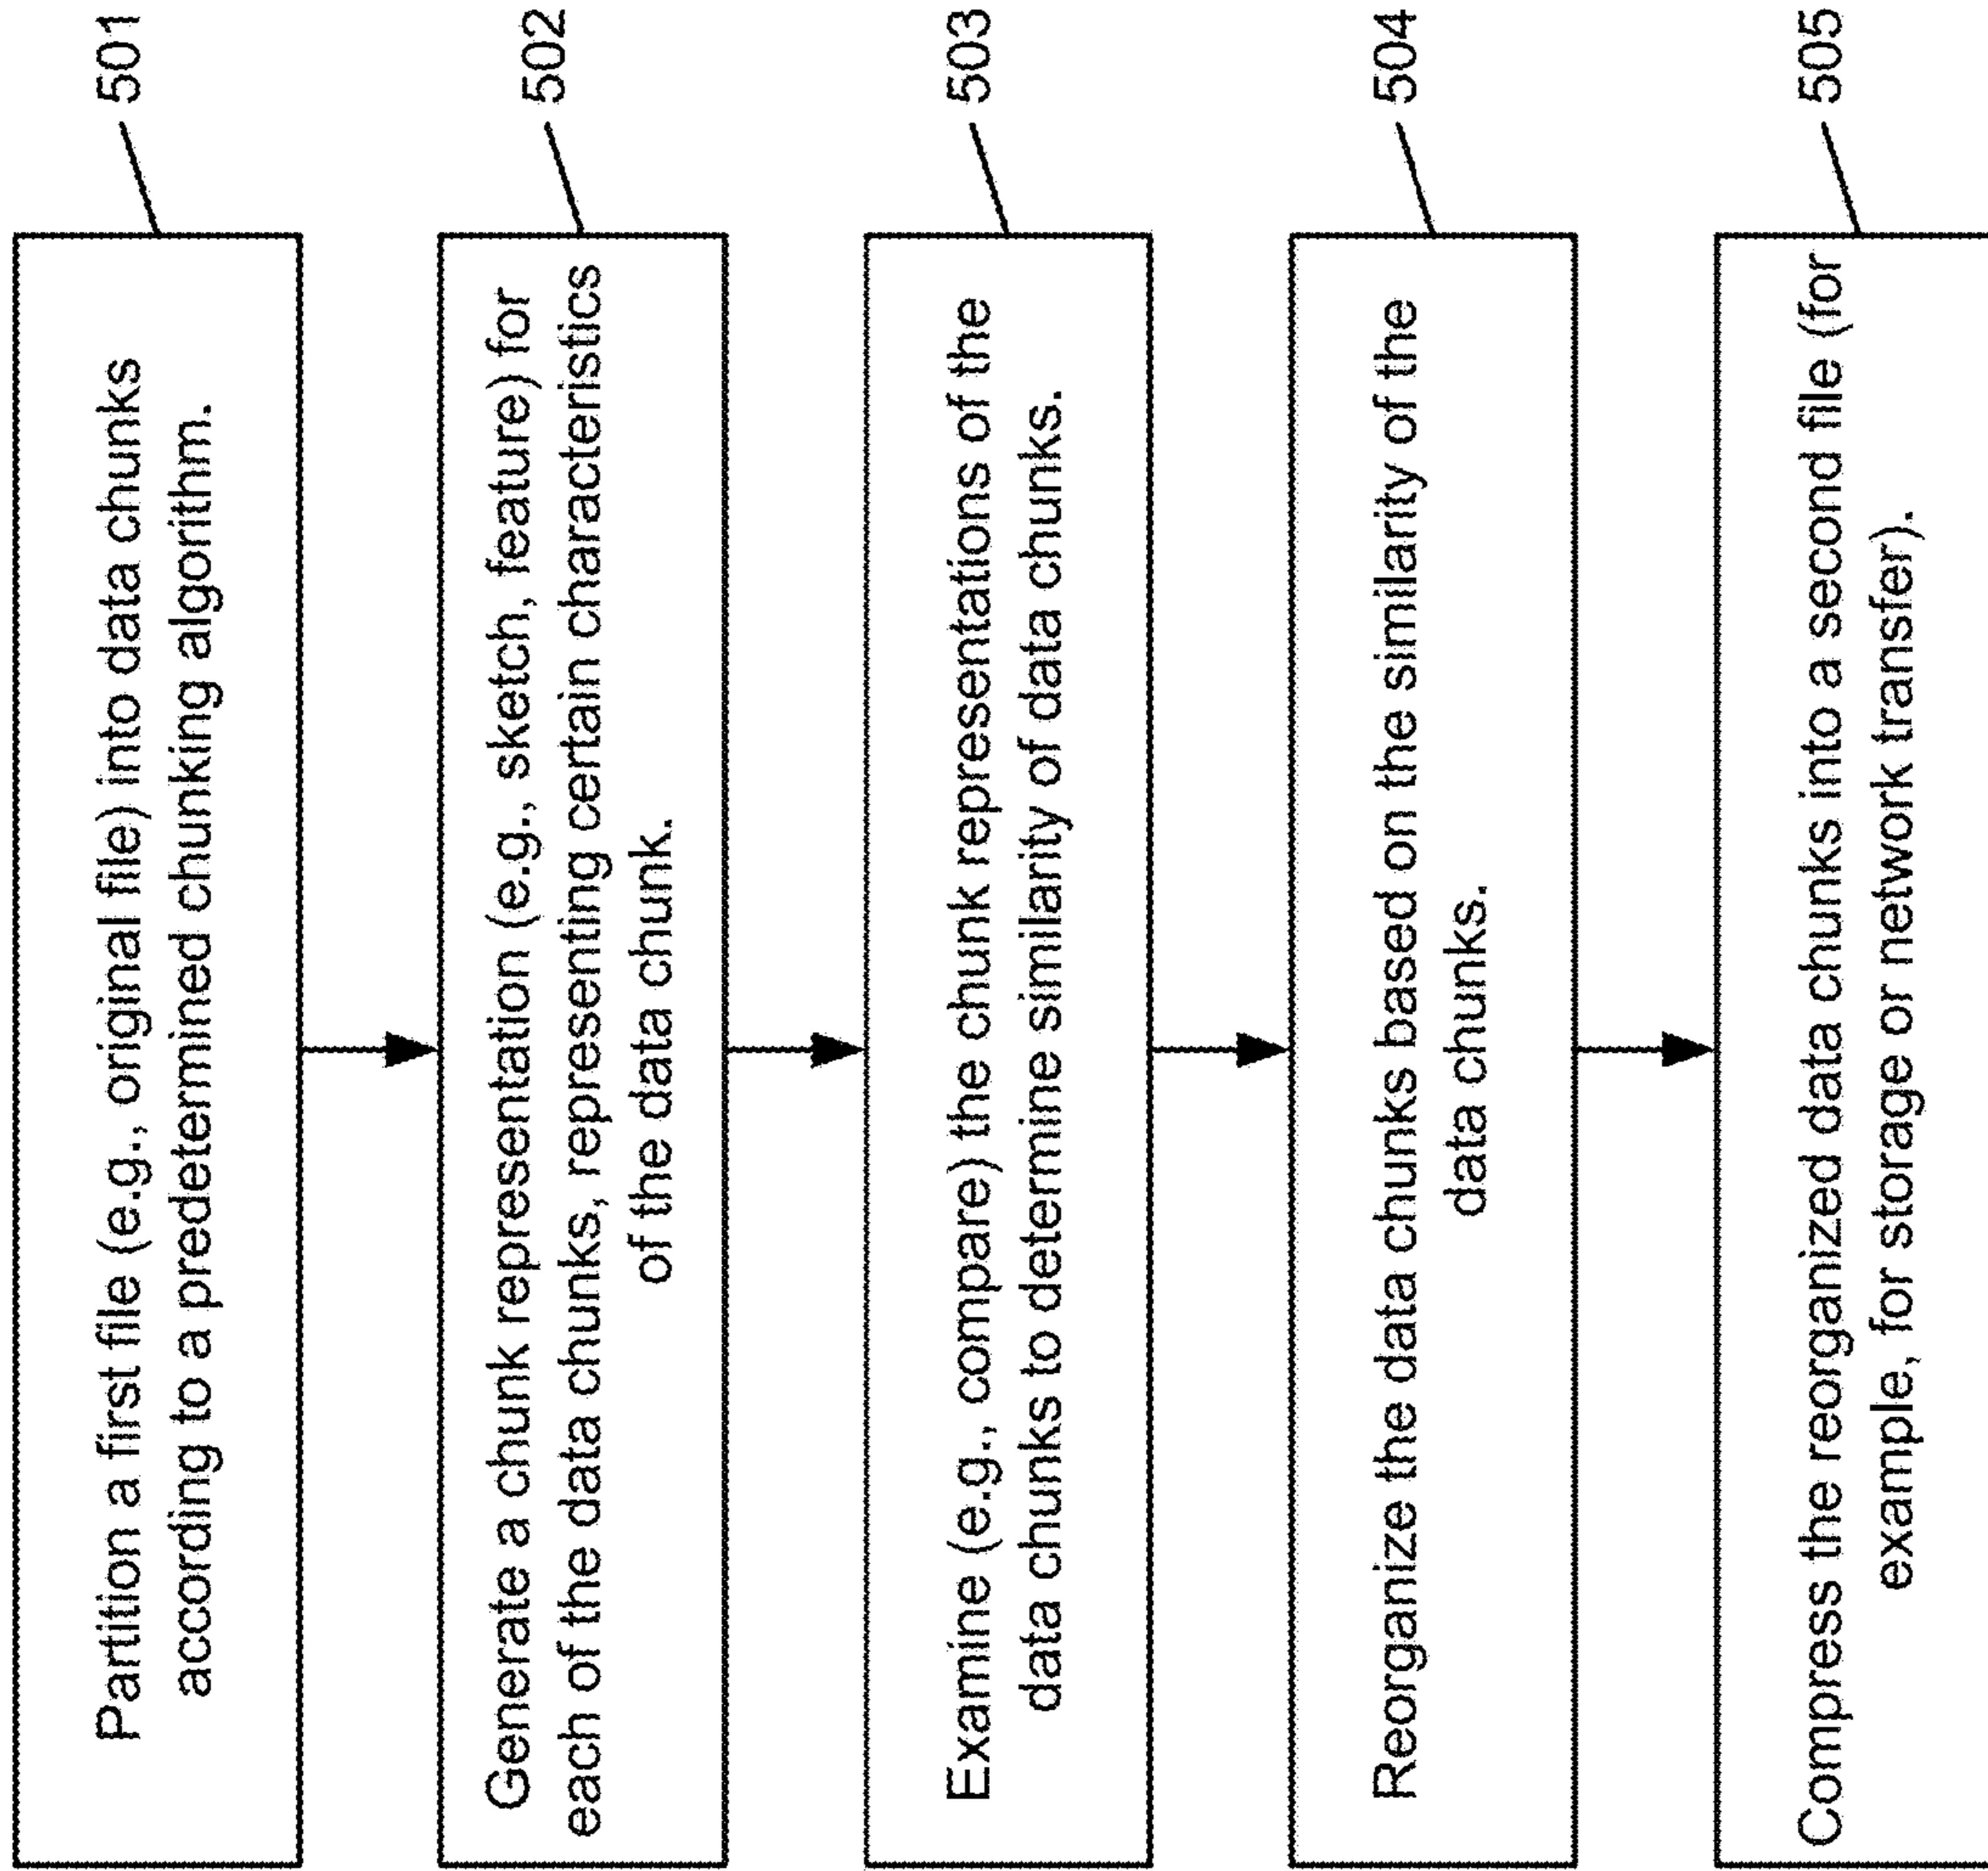 Partition a first file (e.g., original file) into data chunks
according to a predetermined chunking algorithm.
501
Generate a chunk representation (e.g., sketch, feature) for
each of the data chunks, representing certain characteristics
of the data chunk.
502
Examine (e.g., compare) the chunk representations of the
data chunks to determine similarity of data chunks.
503
Reorganize the data chunks based on the similarity of the
data chunks.
504
Compress the reorganized data chunks into a second file (for
example, for storage or network transfer).
505